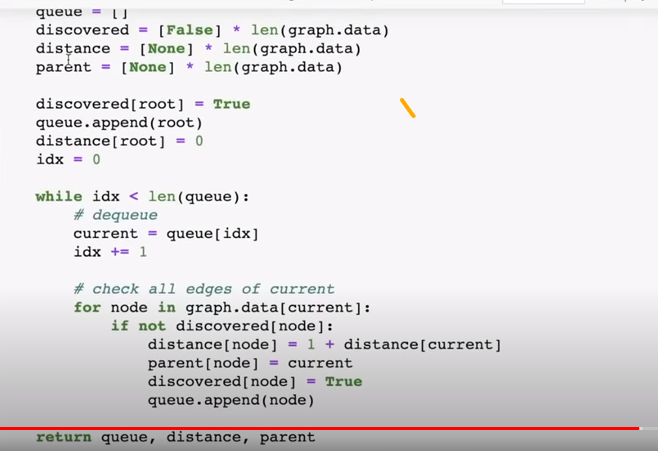 queue = []
discovered = [False] * len(graph.data)
distance = [None] * len(graph.data)
parent = [None] * len(graph.data)
discovered[root] = True
queue.append(root)
distance[root] = 0
idx = 0
while idx < len(queue):
# dequeue
current = queue[idx]
idx += 1
# check all edges of current
for node in graph.data[current]:
if not discovered[node]:
distance[node] = 1 + distance[current]
parent[node] = current
discovered[node] = True
queue.append(node)
return queue, distance, parent